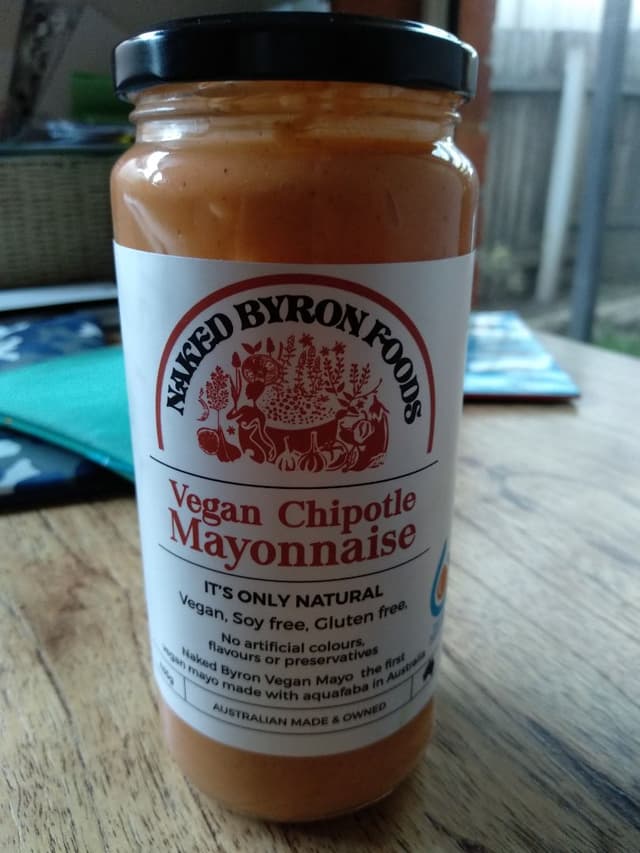 NAKED BYRON FOODS
Vegan Chipotle
Mayonnaise
IT'S ONLY NATURAL
Vegan, Soy free, Gluten free,
No artificial colours,
flavours or preservatives
Naked Byron Vegan Mayo the first
vegan mayo made with aquafaba in Australia
AUSTRALIAN MADE & OWNED